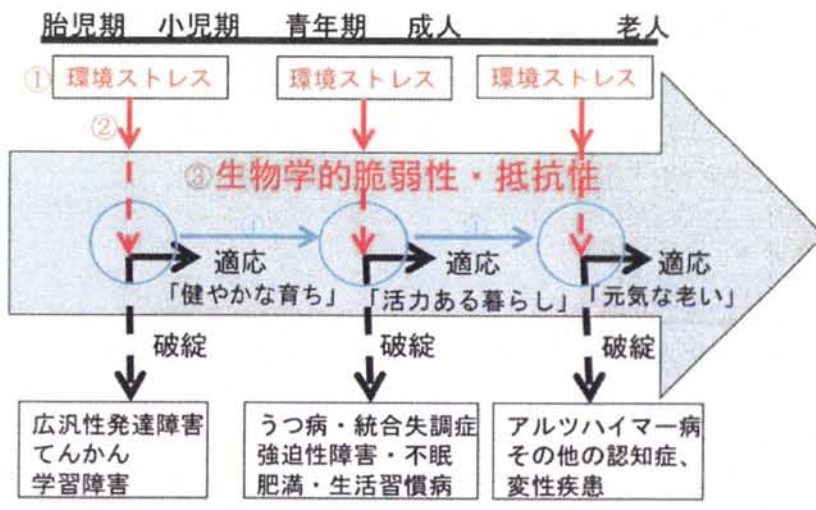 胎児期 小児期 青年期 成人 老人
①環境ストレス 環境ストレス 環境ストレス
②
③生物学的脆弱性・抵抗性
適応 適応 適応
「健やかな育ち」 「活力ある暮らし」 「元気な老い」
破綻 破綻 破綻
広汎性発達障害
てんかん
学習障害
うつ病・統合失調症
強迫性障害・不眠
肥満・生活習慣病
アルツハイマー病
その他の認知症、
変性疾患